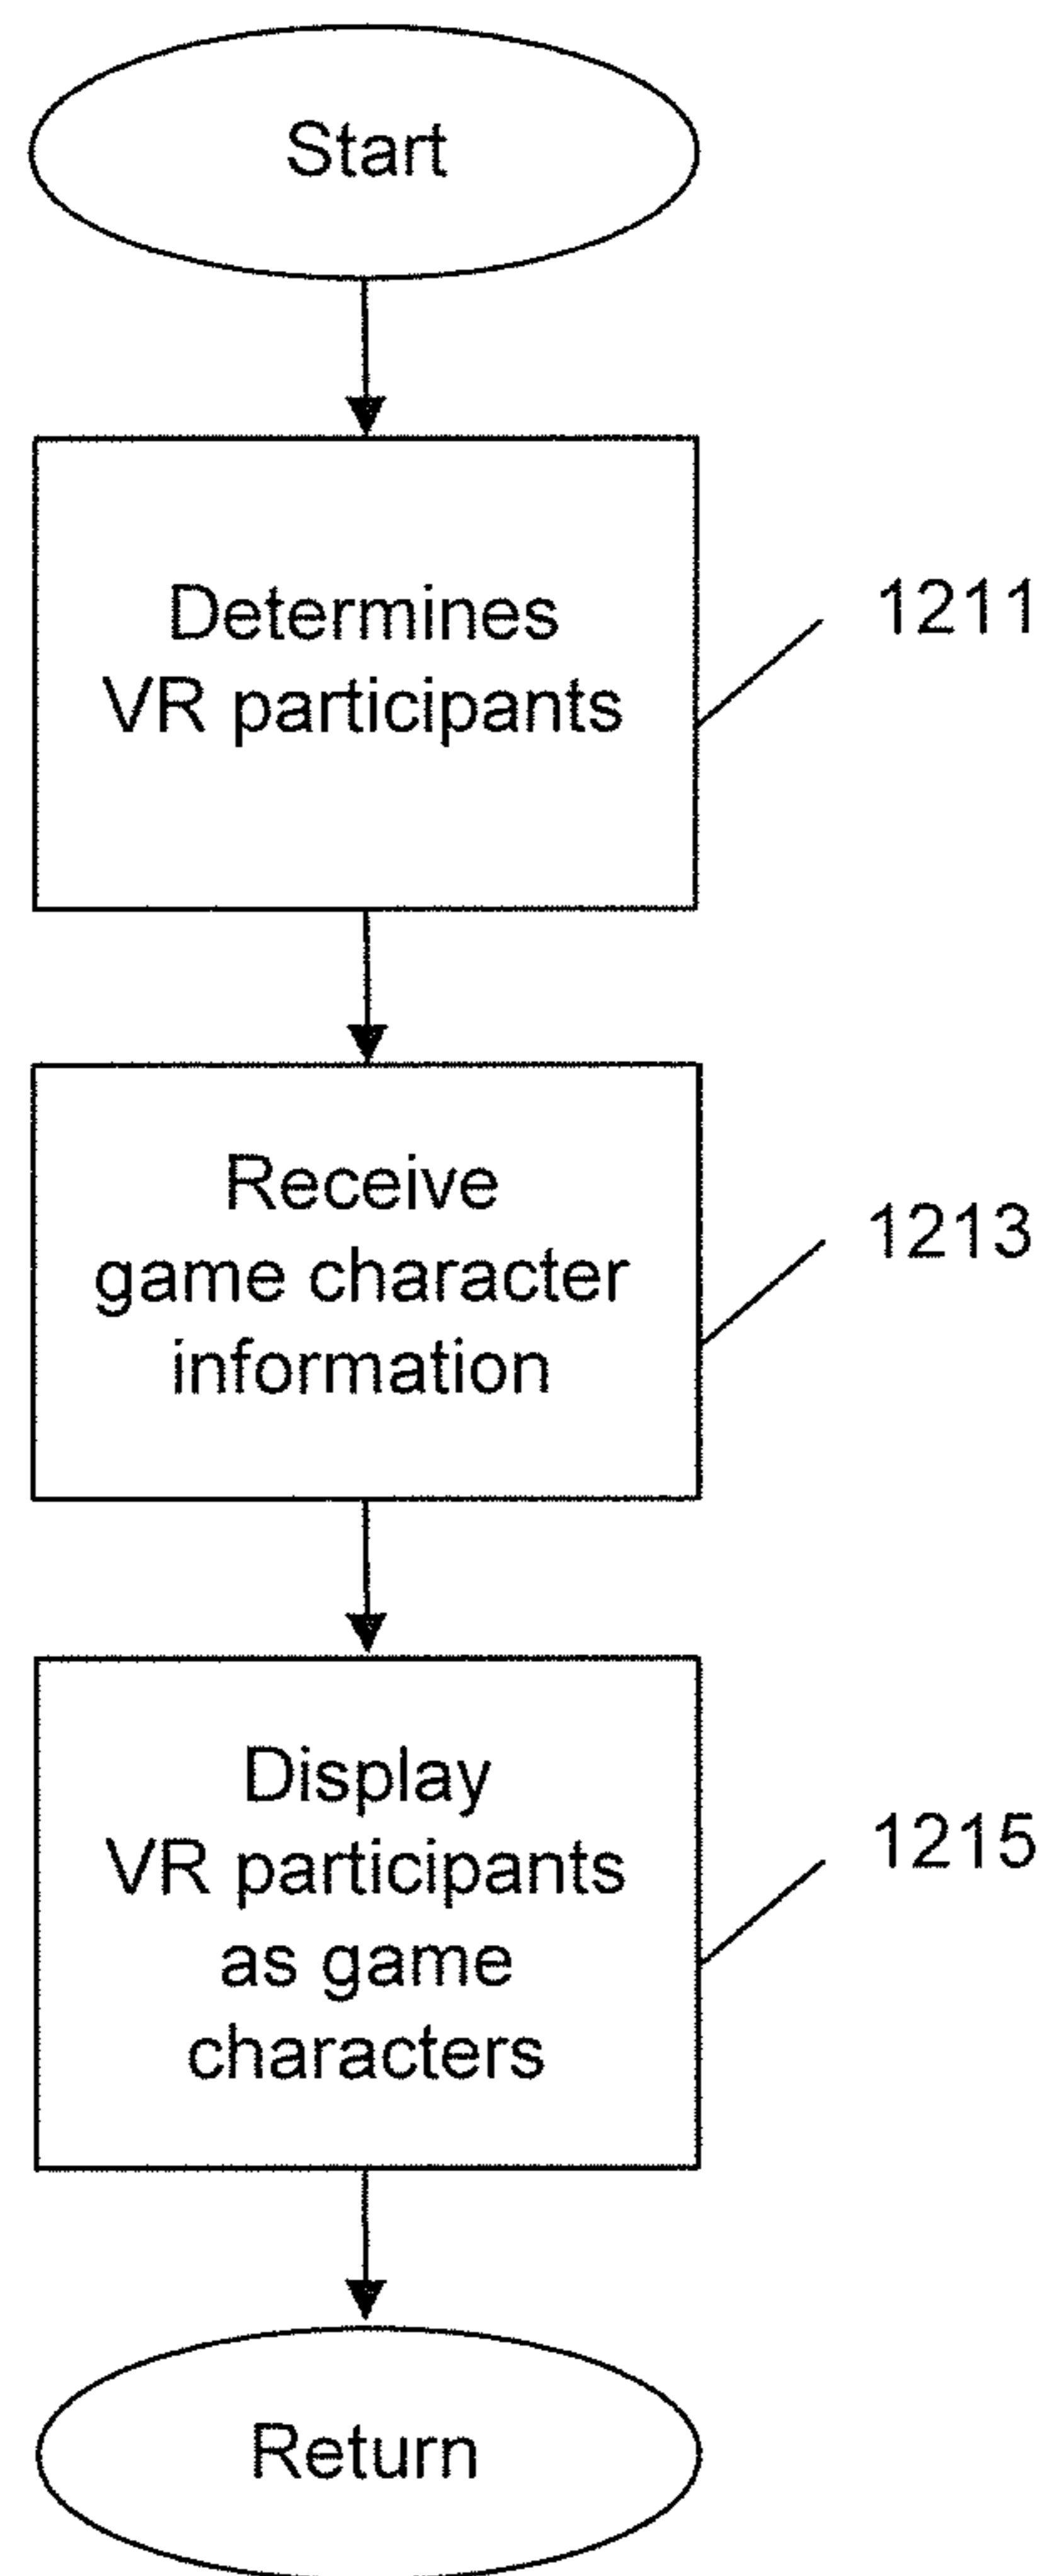 Start
Determines
VR participants
1211
Receive
game character
information
1213
Display
VR participants
as game
characters
1215
Return